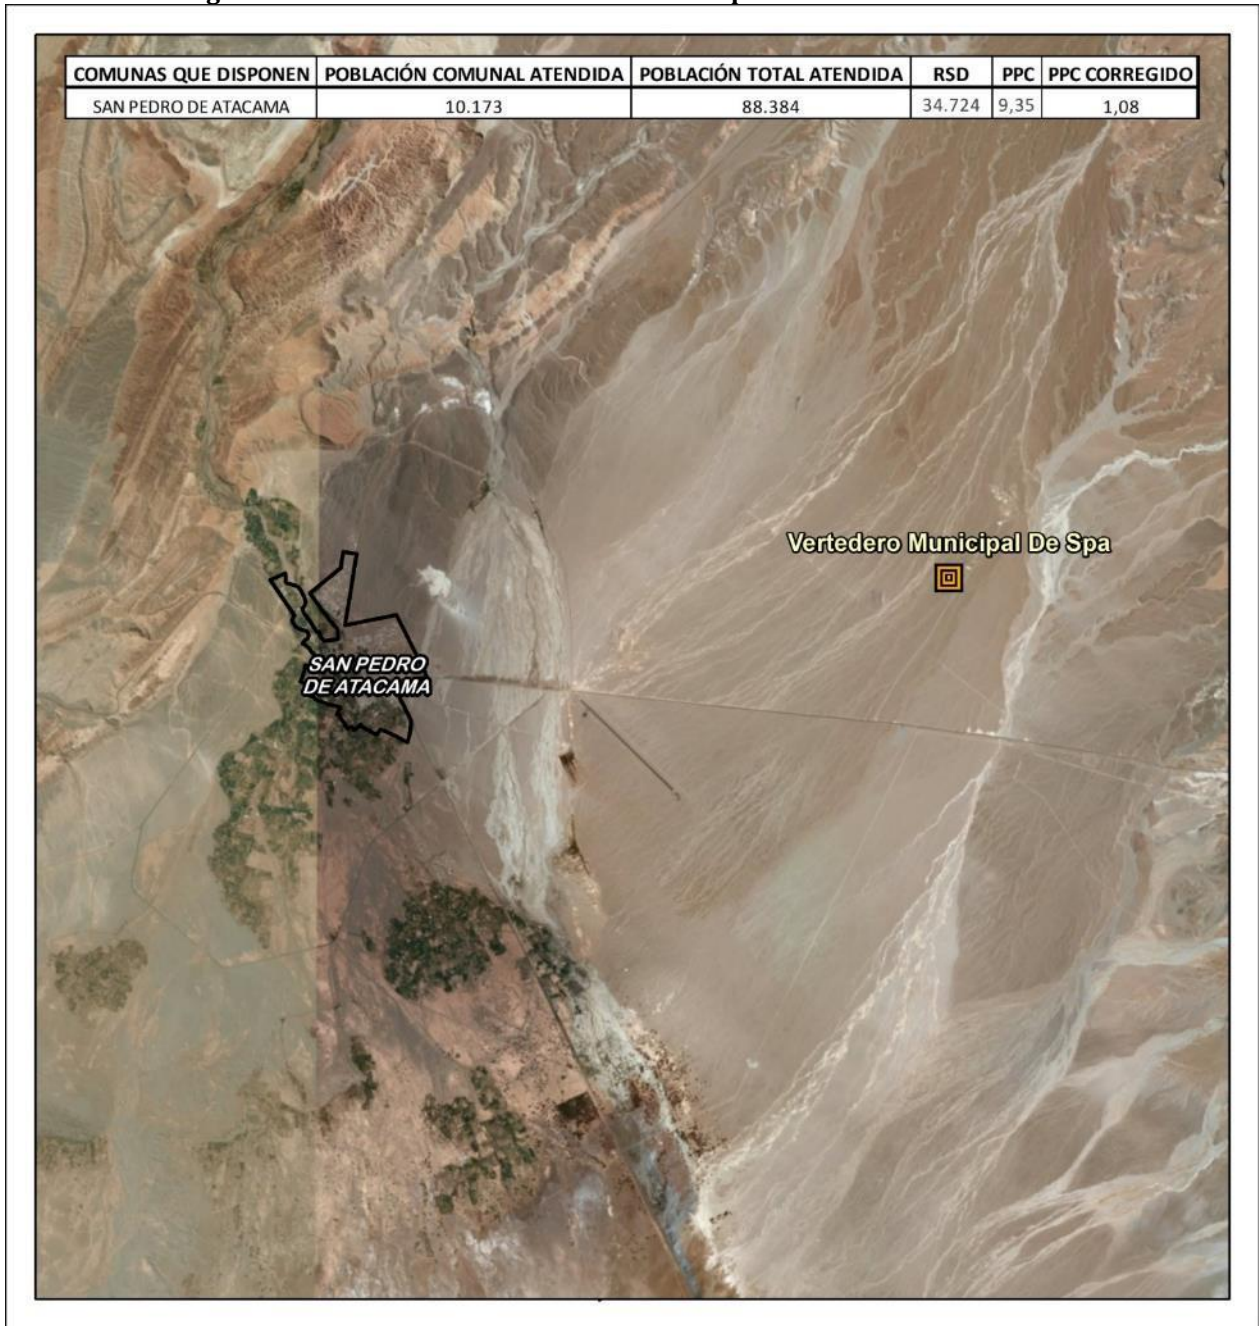 COMUNAS QUE DISPONEN POBLACIÓN COMUNAL ATENDIDA POBLACIÓN TOTAL ATENDIDA RSD PPC PPC CORREGIDO
SAN PEDRO DE ATACAMA 10.173 88.384 34.724 9,35 1,08
Vertedero Municipal De Spa
SAN PEDRO
DE ATACAMA